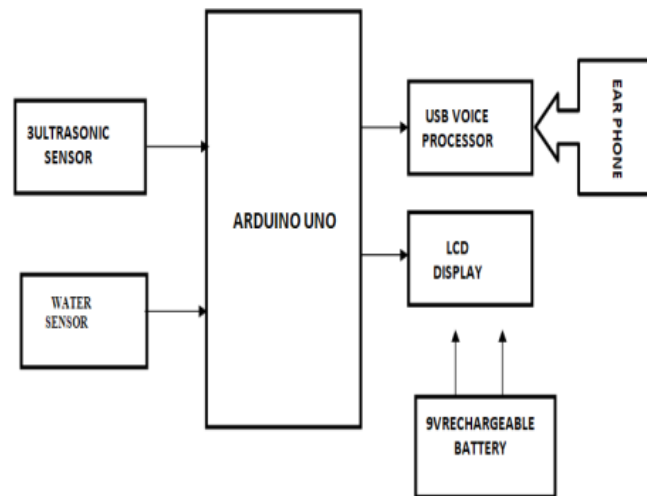 3ULTRASONIC
SENSOR
WATER
SENSOR
ARDUINO UNO
USB VOICE
PROCESSOR
EAR PHONE
LCD
DISPLAY
9VRECHARGEABLE
BATTERY